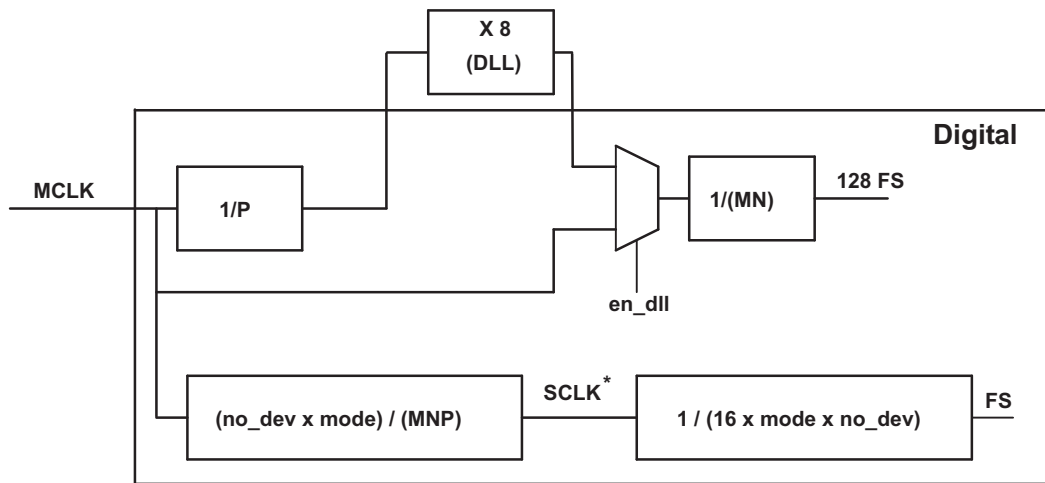 X 8
(DLL)
Digital
MCLK
1/P
1/(MN)
128 FS
en_dll
(no_dev x mode) / (MNP)
SCLK*
1 / (16 x mode x no_dev)
FS